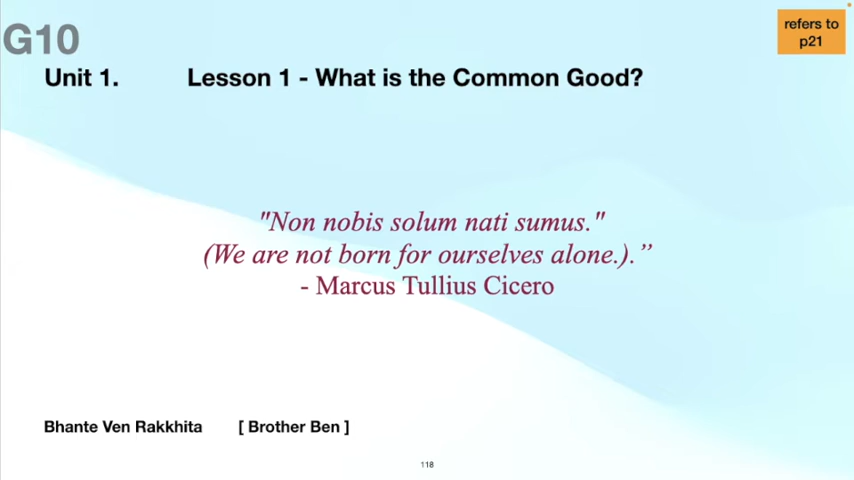 G10
refers to
p21
Unit 1. Lesson 1 - What is the Common Good?
"Non nobis solum nati sumus."
(We are not born for ourselves alone.).”
- Marcus Tullius Cicero
Bhante Ven Rakkhita [ Brother Ben ]
118